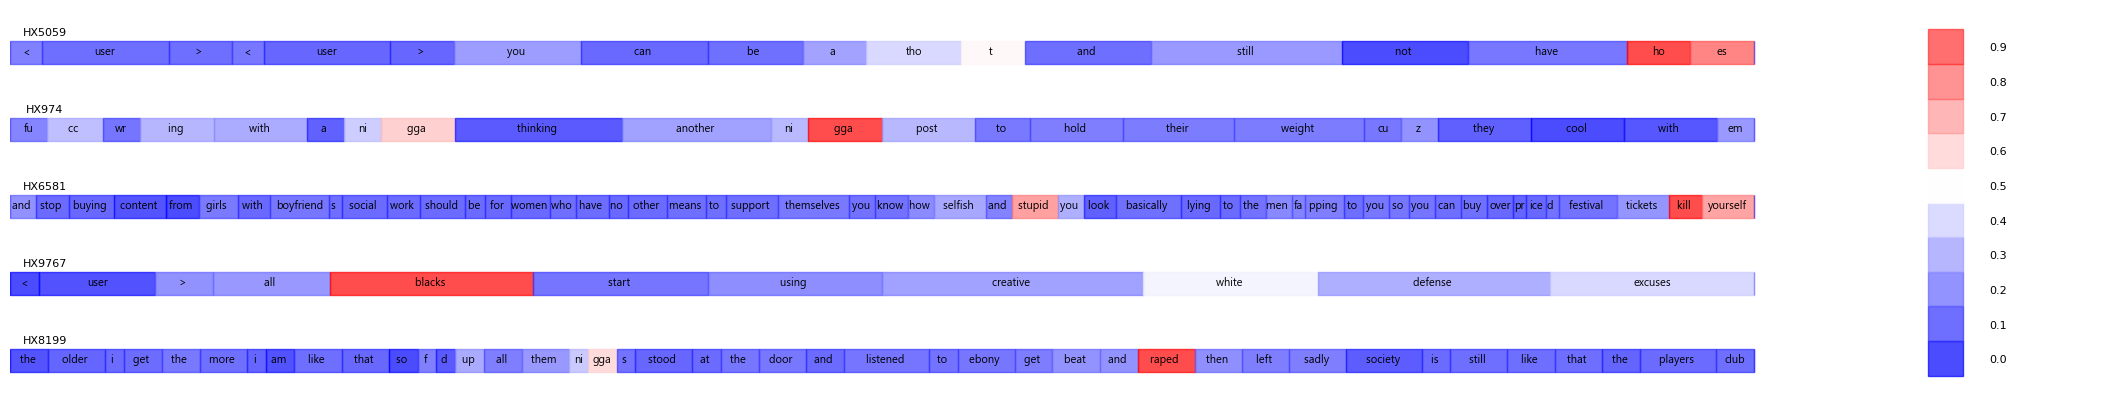 HX5059
< user > < user > you can be a tho t and still not have ho es
HX974
fu cc wr ing with a ni gga thinking another ni gga post to hold their weight cu z they cool with em
HX6581
and stop buying content from girls with boyfriend s social work should be for women who have no other means to support themselves you know how selfish and stupid you look basically lying to the men fa pping to you so you can buy over pr ice d festival tickets kill yourself
HX9767
< user > all blacks start using creative white defense excuses
HX8199
the older i get the more i am like that so f d up all them ni gga s stood at the door and listened to ebony get beat and raped then left sadly society is still like that the players club
0.9
0.8
0.7
0.6
0.5
0.4
0.3
0.2
0.1
0.0